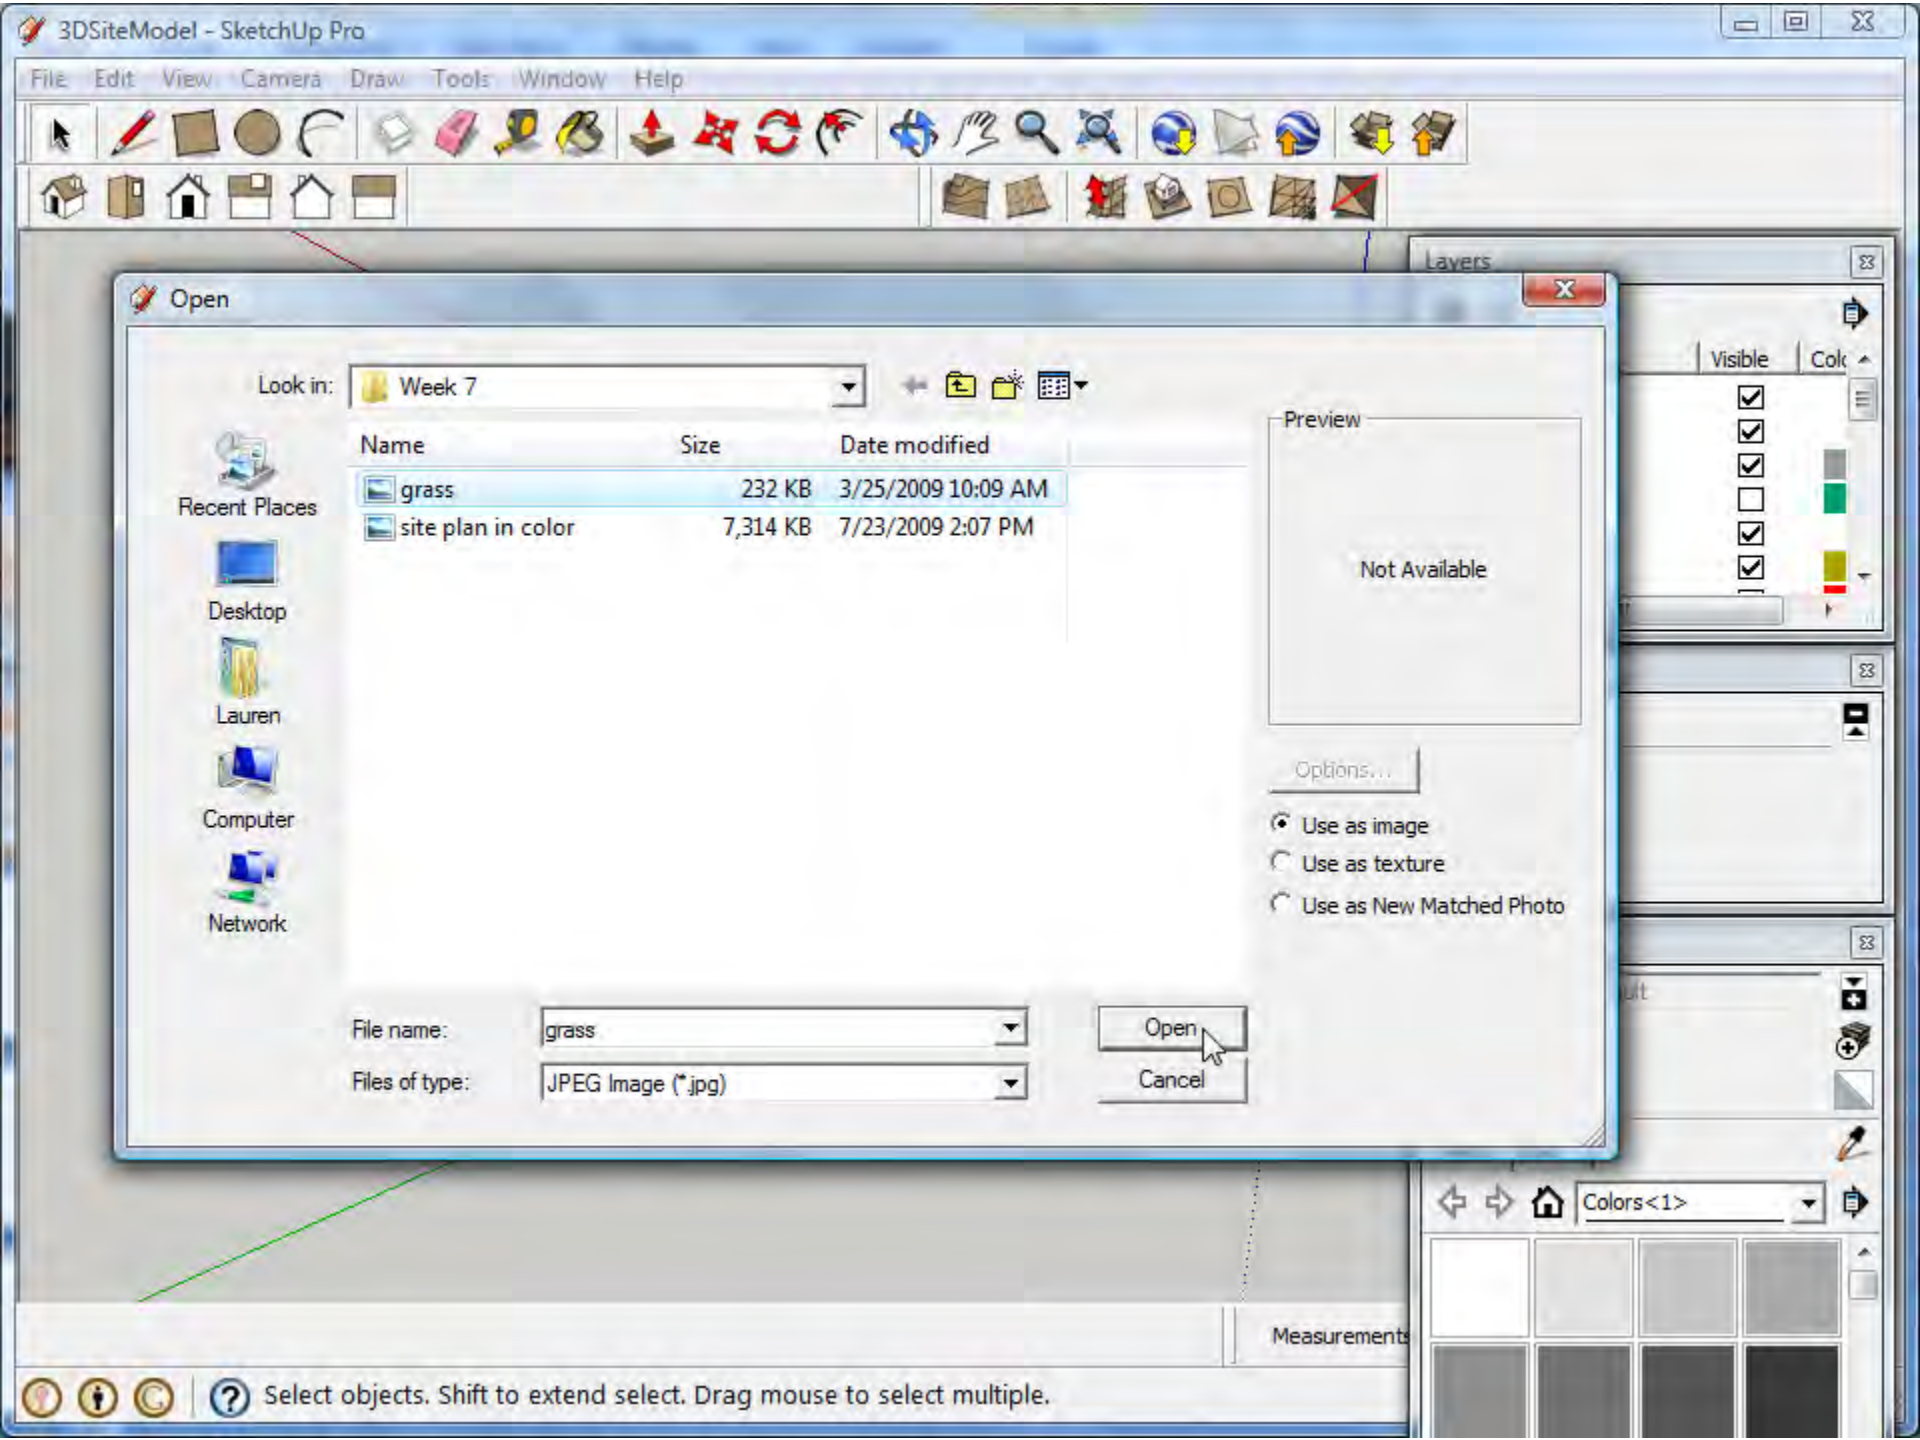 3DSiteModel - SketchUp Pro
File Edit View Camera Draw Tools Window Help
Layers
Open
Visible
Look in: Week 7
Preview
Name Size Date modified
grass 232 KB 3/25/2009 10:09 AM
Recent Places
site plan in color 7,314 KB 7/23/2009 2:07 PM
Not Available
Desktop
Lauren
Options...
Computer
Use as image
Use as texture
Use as New Matched Photo
Network
File name: grass Open
Files of type: JPEG Image (*.jpg) Cancel
Colors<1>
Measurements
Select objects. Shift to extend select. Drag mouse to select multiple.